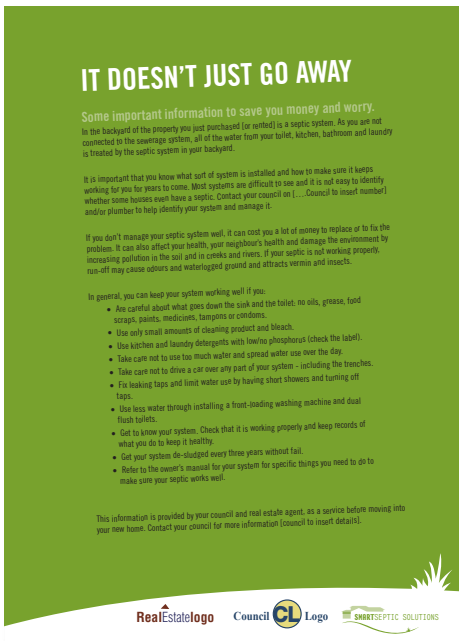 IT DOESN'T JUST GO AWAY
Some important information to save you money and worry.
In the backyard of the property you just purchased [or rented] is a septic system. As you are not
connected to the sewerage system, all of the water from your toilet, kitchen, bathroom and laundry
is treated by the septic system in your backyard.
It is important that you know what sort of system is installed and how to make sure it keeps
working for you for years to come. Most systems are difficult to see and it is not easy to identify
whether some houses even have a septic. Contact your council on [....Council to insert number]
and/or plumber to help identify your system and manage it.
If you don't manage your septic system well, it can cost you a lot of money to replace or to fix the
problem. It can also affect your health, your neighbour's health and damage the environment by
increasing pollution in the soil and in creeks and rivers. If your septic is not working properly,
run-off may cause odours and waterlogged ground and attracts vermin and insects.
In general, you can keep your system working well if you:
• Are careful about what goes down the sink and the toilet: no oils, grease, food
scraps, paints, medicines, tampons or condoms.
• Use only small amounts of cleaning product and bleach.
• Use kitchen and laundry detergents with low/no phosphorus (check the label).
• Take care not to use too much water and spread water use over the day.
• Take care not to drive a car over any part of your system - including the trenches.
• Fix leaking taps and limit water use by having short showers and turning off
taps.
• Use less water through installing a front-loading washing machine and dual
flush toilets.
• Get to know your system. Check that it is working properly and keep records of
what you do to keep it healthy.
• Get your system de-sludged every three years without fail.
• Refer to the owner's manual for your system for specific things you need to do to
make sure your septic works well.
This information is provided by your council and real estate agent, as a service before moving into
your new home. Contact your council for more information [council to insert details].
RealEstatelogo
Council CL Logo
SMARTSEPTIC SOLUTIONS